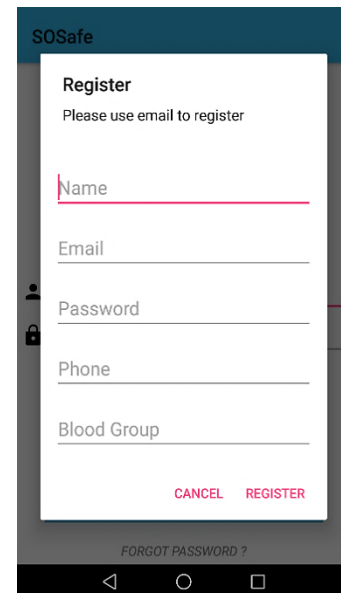 SOSafe
Register
Please use email to register
Name
Email
Password
Phone
Blood Group
CANCEL REGISTER
FORGOT PASSWORD ?